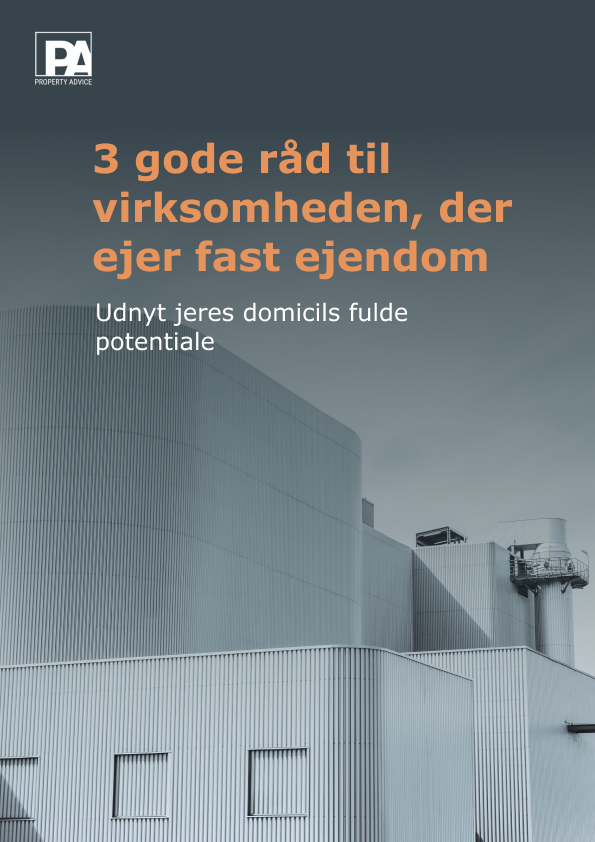 PA
PROPERTY ADVICE
3 gode råd til
virksomheden, der
ejer fast ejendom
Udnyt jeres domicils fulde
potentiale